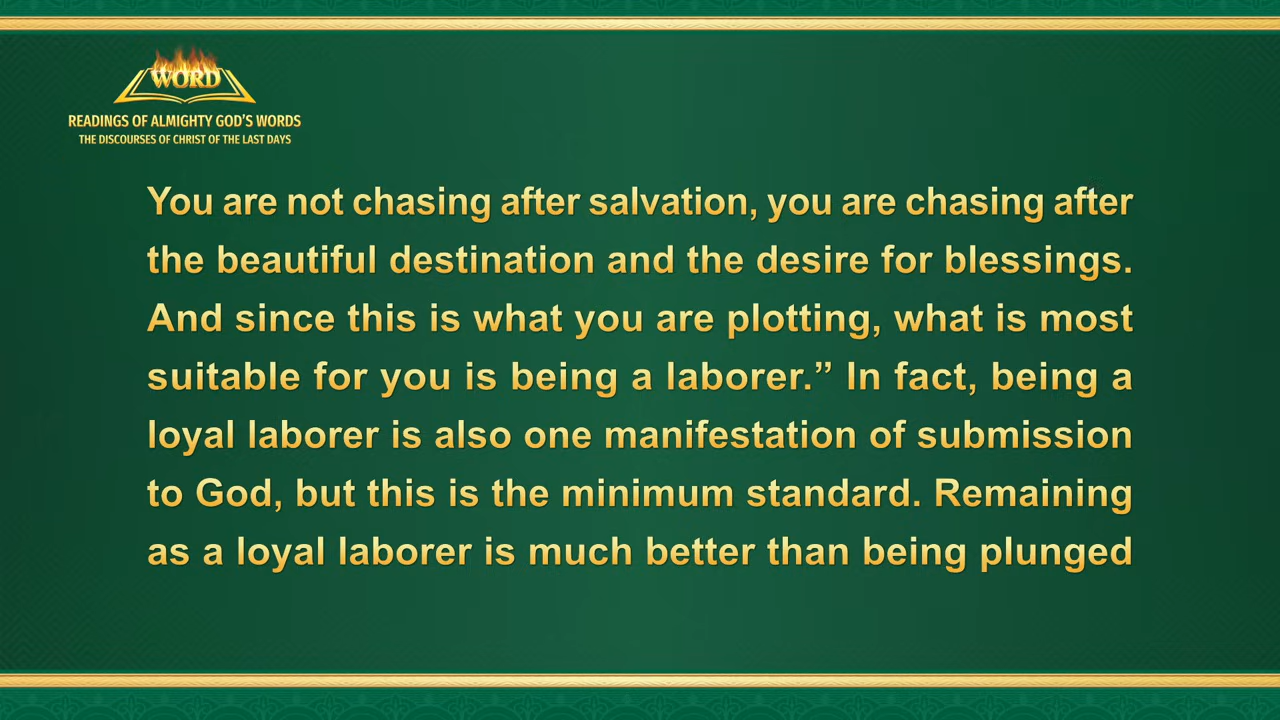 WORD
READINGS OF ALMIGHTY GOD'S WORDS
THE DISCOURSES OF CHRIST OF THE LAST DAYS
You are not chasing after salvation, you are chasing after
the beautiful destination and the desire for blessings.
And since this is what you are plotting, what is most
suitable for you is being a laborer.” In fact, being a
loyal laborer is also one manifestation of submission
to God, but this is the minimum standard. Remaining
as a loyal laborer is much better than being plunged